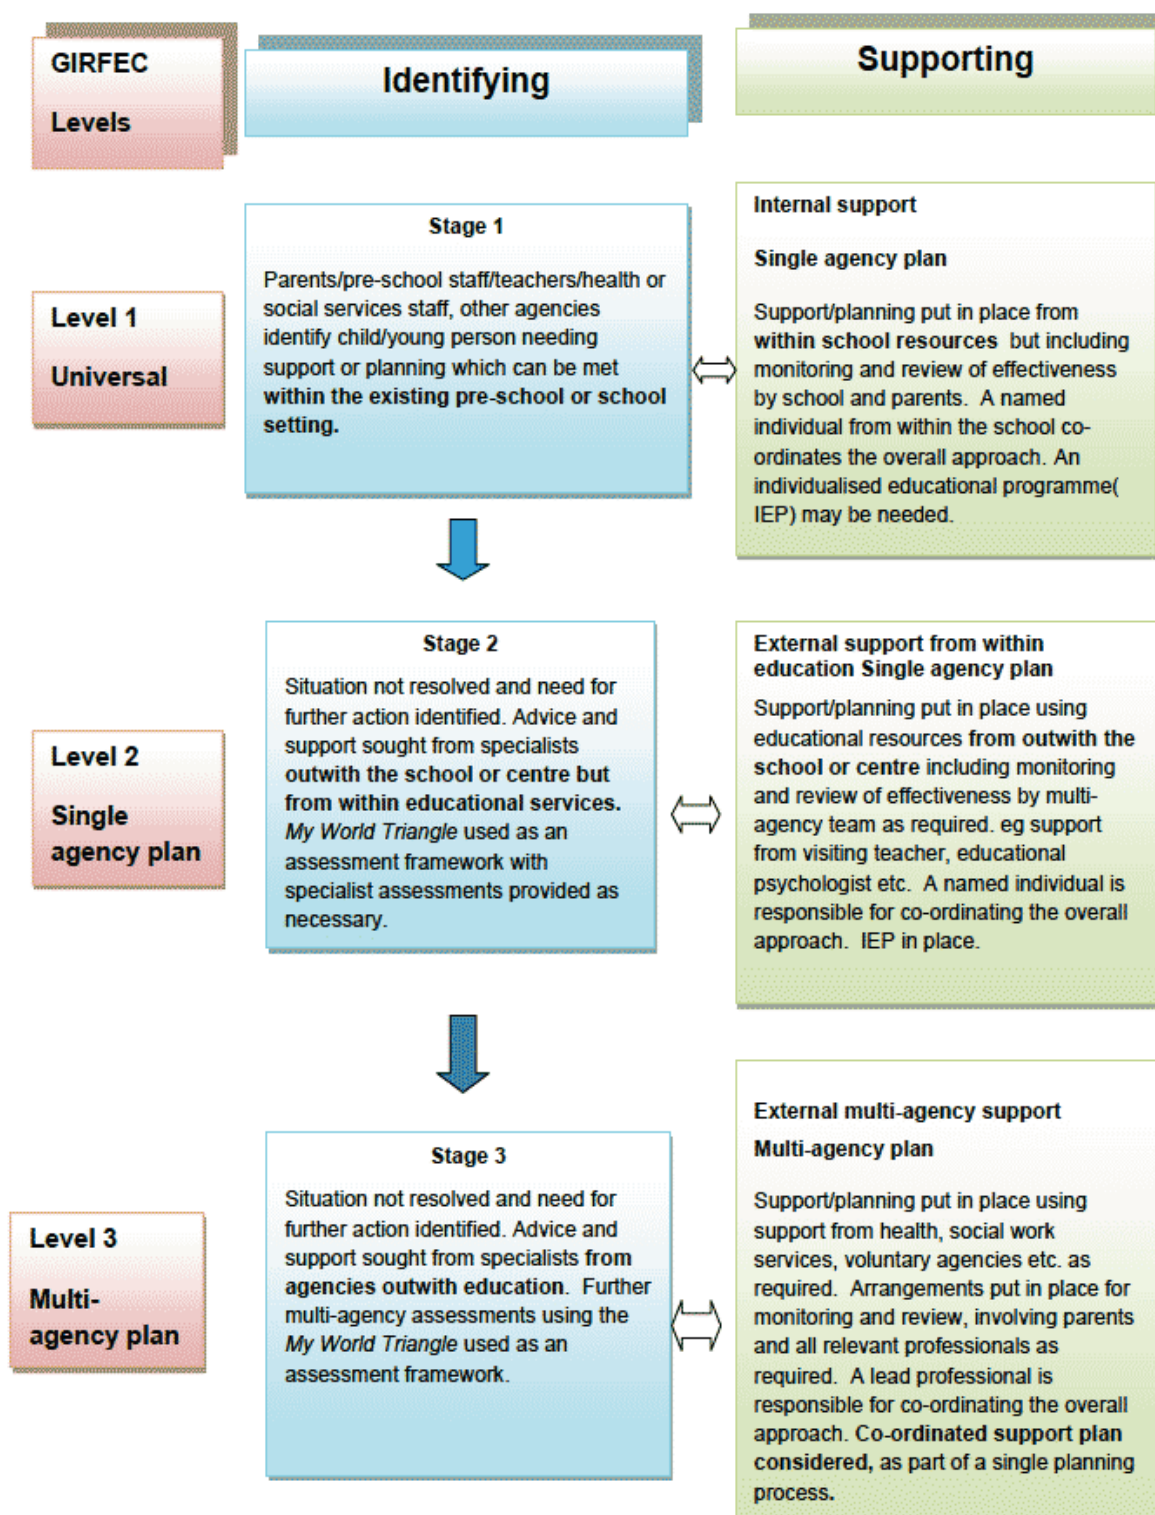 GIRFEC
Levels
Identifying
Supporting
Level 1
Universal
Stage 1
Parents/pre-school staff/teachers/health or
social services staff, other agencies
identify child/young person needing
support or planning which can be met
within the existing pre-school or school
setting.
Internal support
Single agency plan
Support/planning put in place from
within school resources but including
monitoring and review of effectiveness
by school and parents. A named
individual from within the school co-
ordinates the overall approach. An
individualised educational programme(
IEP) may be needed.
Level 2
Single
agency plan
Stage 2
Situation not resolved and need for
further action identified. Advice and
support sought from specialists
outwith the school or centre but
from within educational services.
My World Triangle used as an
assessment framework with
specialist assessments provided as
necessary.
External support from within
education Single agency plan
Support/planning put in place using
educational resources from outwith the
school or centre including monitoring
and review of effectiveness by multi-
agency team as required. eg support
from visiting teacher, educational
psychologist etc. A named individual is
responsible for co-ordinating the overall
approach. IEP in place.
Level 3
Multi-
agency plan
Stage 3
Situation not resolved and need for
further action identified. Advice and
support sought from specialists from
agencies outwith education. Further
multi-agency assessments using the
My World Triangle used as an
assessment framework.
External multi-agency support
Multi-agency plan
Support/planning put in place using
support from health, social work
services, voluntary agencies etc. as
required. Arrangements put in place for
monitoring and review, involving parents
and all relevant professionals as
required. A lead professional is
responsible for co-ordinating the overall
approach. Co-ordinated support plan
considered, as part of a single planning
process.